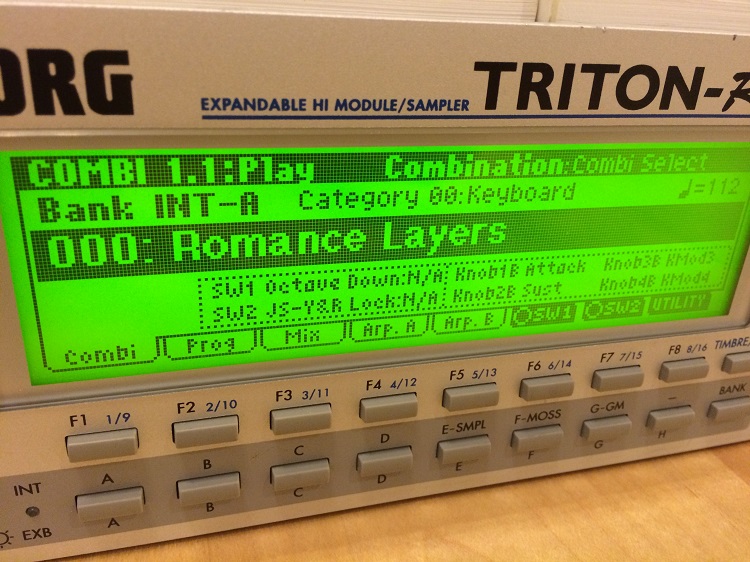 ORG
EXPANDABLE HI MODULE/SAMPLER TRITON-R
COMBI 1.1:Play Combination:Combi Select
Bank INT-A Category 00:Keyboard ♩=112
000: Romance Layers
SW1 Octave Down:N/A Knob1B Attack Knob3B KMod3
SW2 JS-Y&R Lock:N/A Knob2B Sust Knob4B KMod4
Combi Prog Mix Arp. A Arp. B SW1 SW2 UTILITY
F1 1/9 F2 2/10 F3 3/11 F4 4/12 F5 5/13 F6 6/14 F7 7/15 F8 8/16 TIMBRE
A B C D E-SMPL F-MOSS G-GM – BANK
INT A B C D E F G H
EXB